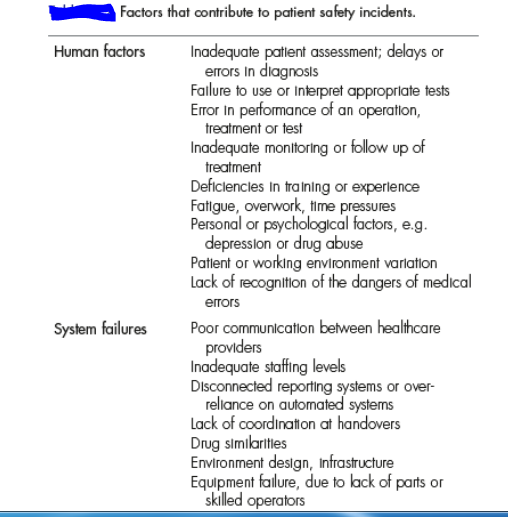 Factors that contribute to patient safety incidents.
Human factors Inadequate patient assessment; delays or
errors in diagnosis
Failure to use or interpret appropriate tests
Error in performance of an operation,
treatment or test
Inadequate monitoring or follow up of
treatment
Deficiencies in training or experience
Fatigue, overwork, time pressures
Personal or psychological factors, e.g.
depression or drug abuse
Patient or working environment variation
Lack of recognition of the dangers of medical
errors
System failures Poor communication between healthcare
providers
Inadequate staffing levels
Disconnected reporting systems or over-
reliance on automated systems
Lack of coordination at handovers
Drug similarities
Environment design, infrastructure
Equipment failure, due to lack of parts or
skilled operators